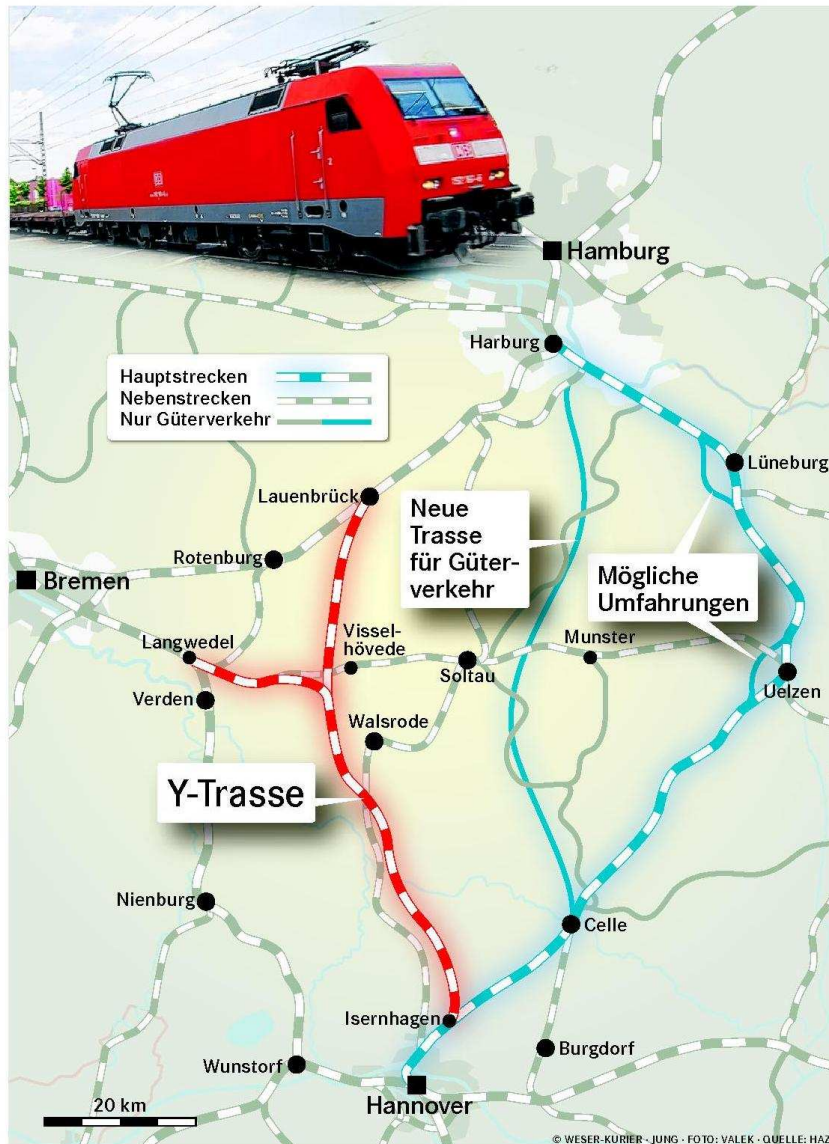 Hamburg
Harburg
Hauptstrecken
Nebenstrecken
Nur Güterverkehr
Lüneburg
Lauenbrück
Neue
Trasse
für Güter-
verkehr
Rotenburg
Bremen
Mögliche
Umfahrungen
Langwedel
Vissel-
hövede
Munster
Soltau
Uelzen
Verden
Walsrode
Y-Trasse
Nienburg
Celle
Isernhagen
Burgdorf
Wunstorf
20 km
Hannover
© WESER-KURIER · JUNG · FOTO: VALEK · QUELLE: HAZ